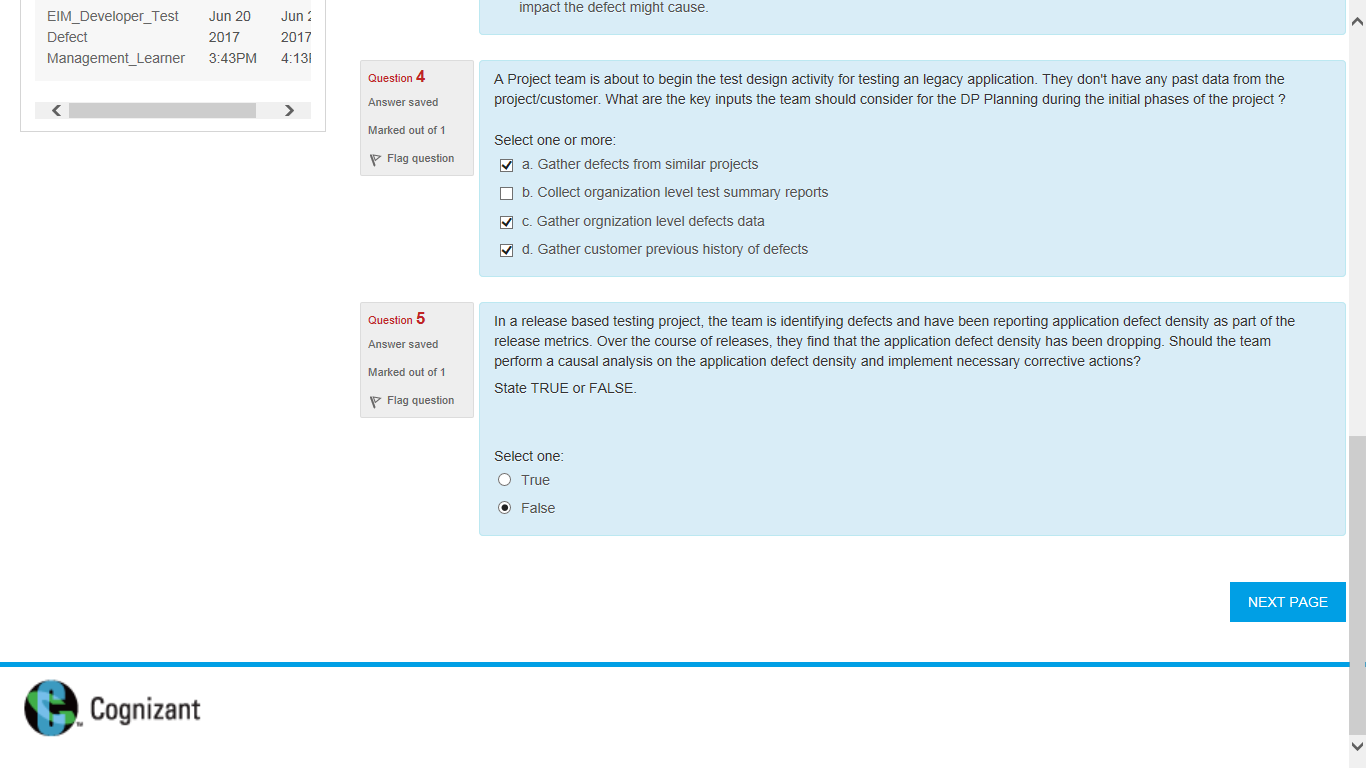 impact the defect might cause.
EIM_Developer_Test Jun 20 Jun
Defect 2017 2017
Management_Learner 3:43PM
Question 4
Answer saved
Marked out of 1
Flag question
A Project team is about to begin the test design activity for testing an legacy application. They don't have any past data from the
project/customer. What are the key inputs the team should consider for the DP Planning during the initial phases of the project ?
Select one or more:
a. Gather defects from similar projects
b. Collect organization level test summary reports
c. Gather orgnization level defects data
d. Gather customer previous history of defects
Question 5
Answer saved
Marked out of 1
Flag question
In a release based testing project, the team is identifying defects and have been reporting application defect density as part of the
release metrics. Over the course of releases, they find that the application defect density has been dropping. Should the team
perform a causal analysis on the application defect density and implement necessary corrective actions?
State TRUE or FALSE.
Select one:
True
False
NEXT PAGE
Cognizant